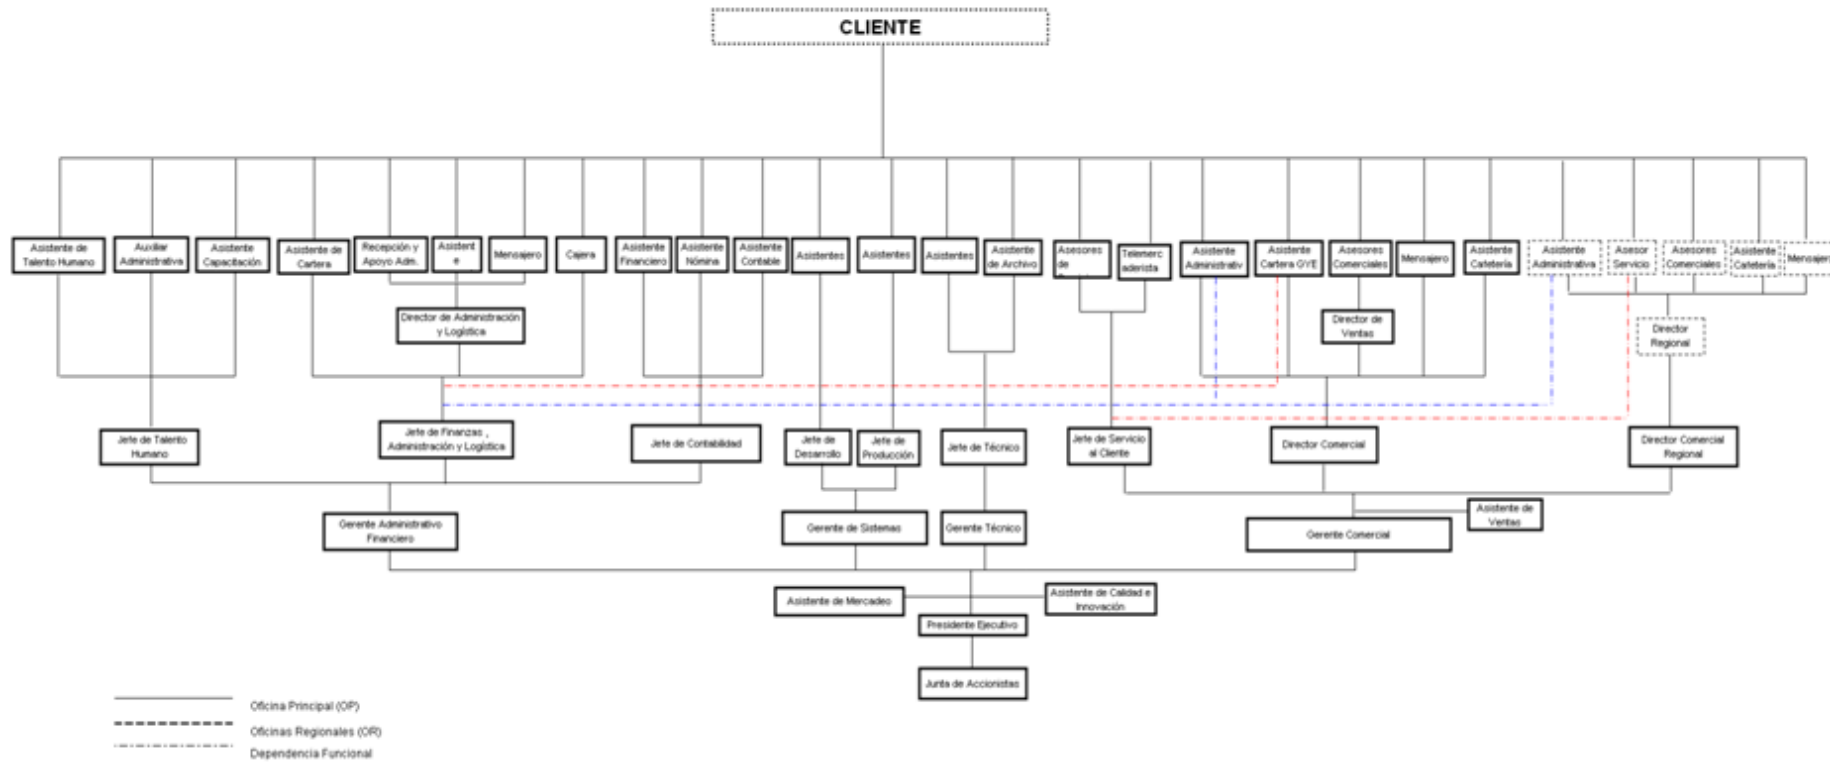 CLIENTE
Asistente de
Talento Humano
Auxiliar
Administrativa
Asistente
Capacitación
Asistente de
Cartera
Recepción y
Apoyo Adm.
Asistent
e
Mensajero
Cajera
Asistente
Financiero
Asistente
Nómina
Asistente
Contable
Asistentes
Asistentes
Asistentes
Asistente
de Archivo
Asesores
de
Telemerc
aderista
Asistente
Administrativ
Asistente
Cartera GYE
Asesores
Comerciales
Mensajero
Asistente
Cafetería
Asistente
Administrativa
Asesor
Servicio
Asesores
Comerciales
Asistente
Cafetería
Mensajero
Director de Administración
y Logística
Director de
Ventas
Director
Regional
Jefe de Talento
Humano
Jefe de Finanzas ,
Administración y Logística
Jefe de Contabilidad
Jefe de
Desarrollo
Jefe de
Producción
Jefe de Técnico
Jefe de Servicio
al Cliente
Director Comercial
Director Comercial
Regional
Gerente Administrativo
Financiero
Gerente de Sistemas
Gerente Técnico
Gerente Comercial
Asistente de
Ventas
Asistente de Mercadeo
Asistente de Calidad e
Innovación
Presidente Ejecutivo
Junta de Accionistas
Oficina Principal (OP)
Oficinas Regionales (OR)
Dependencia Funcional